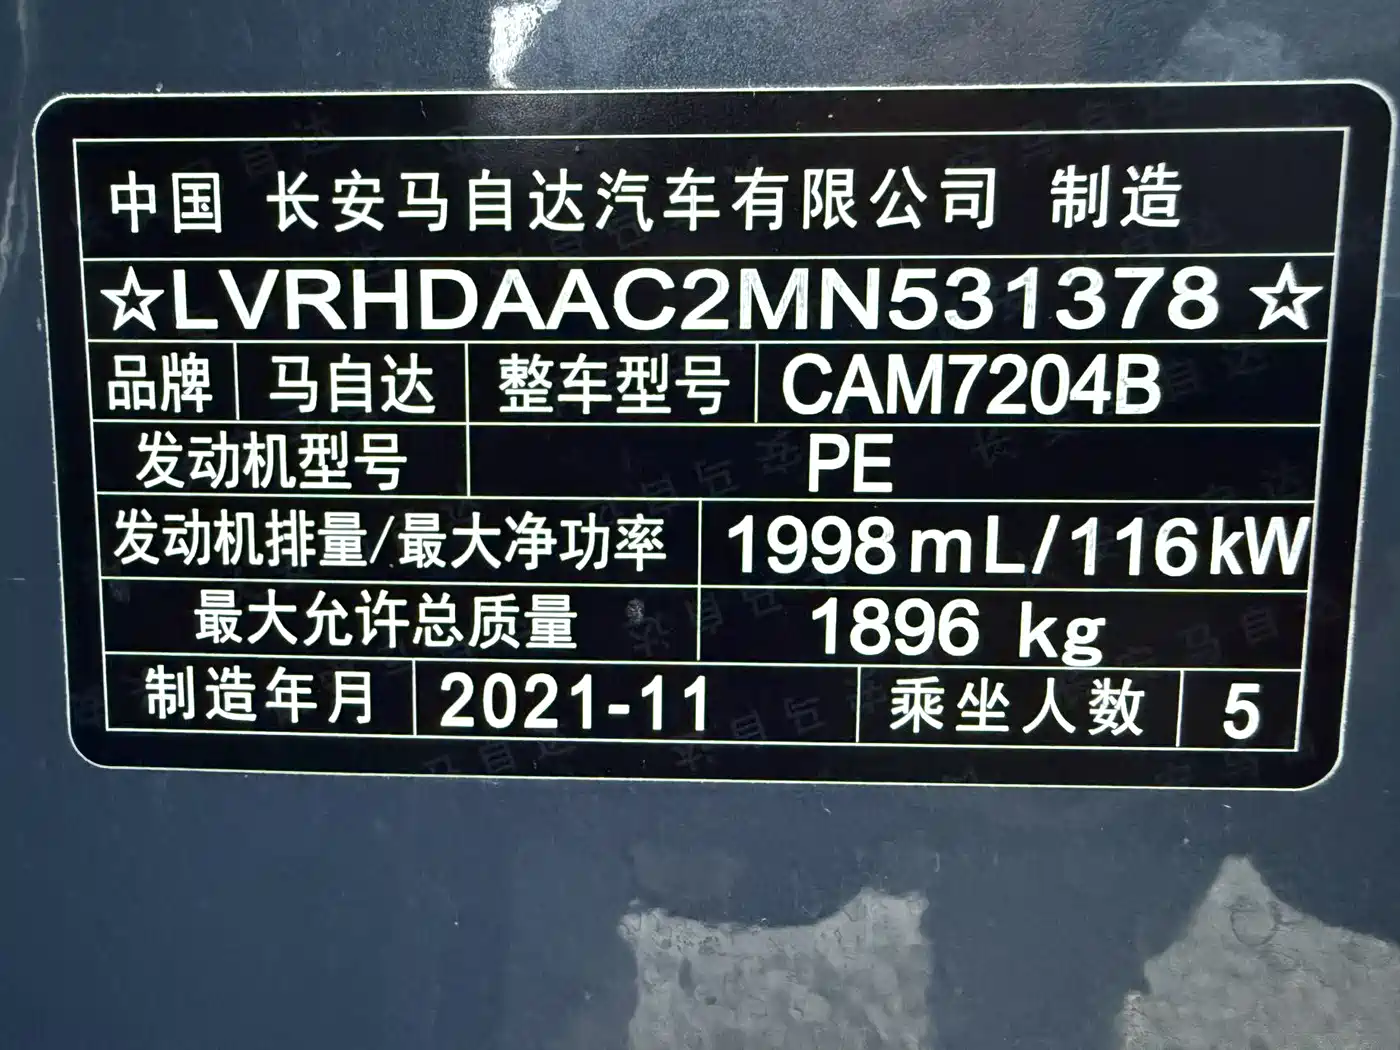 中国 长安马自达汽车有限公司 制造
☆LVRHDAAC2MN531378☆
品牌 马自达 整车型号 CAM7204B
发动机型号 PE
发动机排量/最大净功率 1998mL/116kW
最大允许总质量 1896 kg
制造年月 2021-11 乘坐人数 5